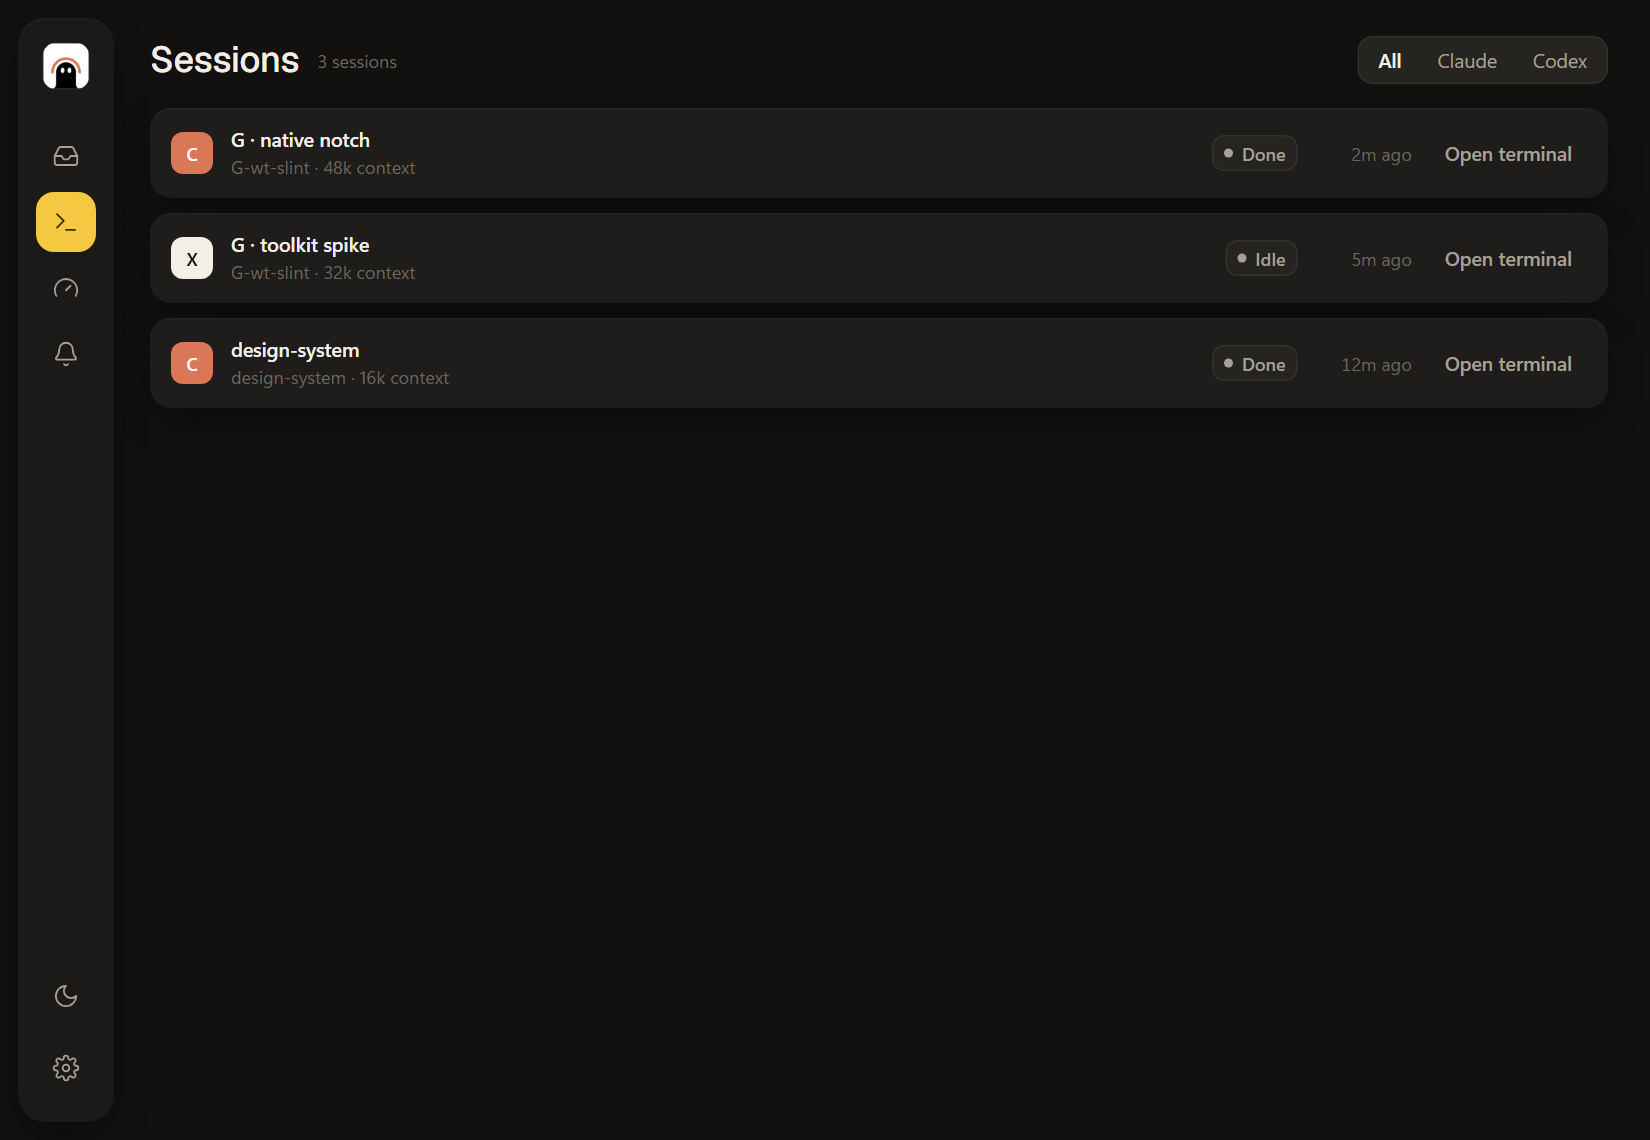 Sessions 3 sessions
All Claude Codex
C
G · native notch
G-wt-slint · 48k context
Done
2m ago
Open terminal
X
G · toolkit spike
G-wt-slint · 32k context
Idle
5m ago
Open terminal
C
design-system
design-system · 16k context
Done
12m ago
Open terminal